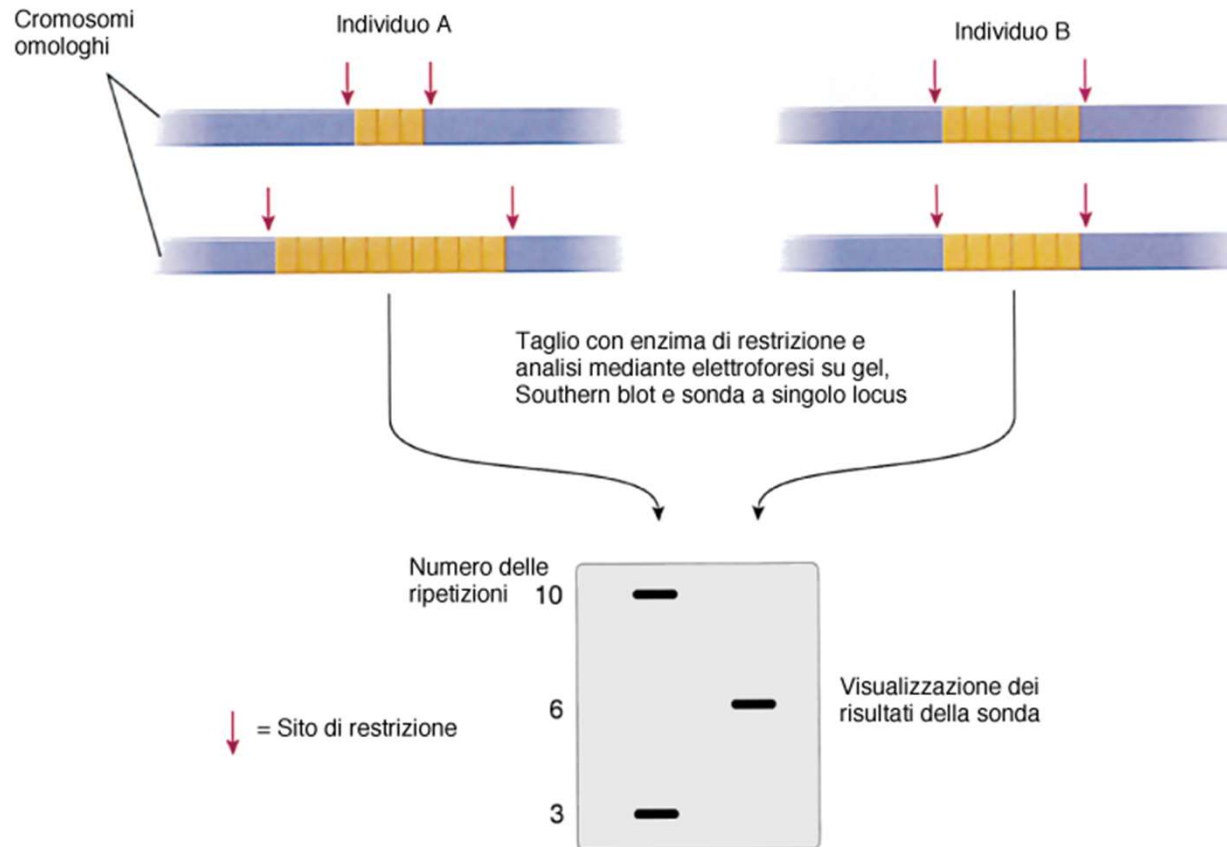 Cromosomi
omologhi
Individuo A
Individuo B
Taglio con enzima di restrizione e
analisi mediante elettroforesi su gel,
Southern blot e sonda a singolo locus
Numero delle
ripetizioni 10
6
3
Visualizzazione dei
risultati della sonda
= Sito di restrizione